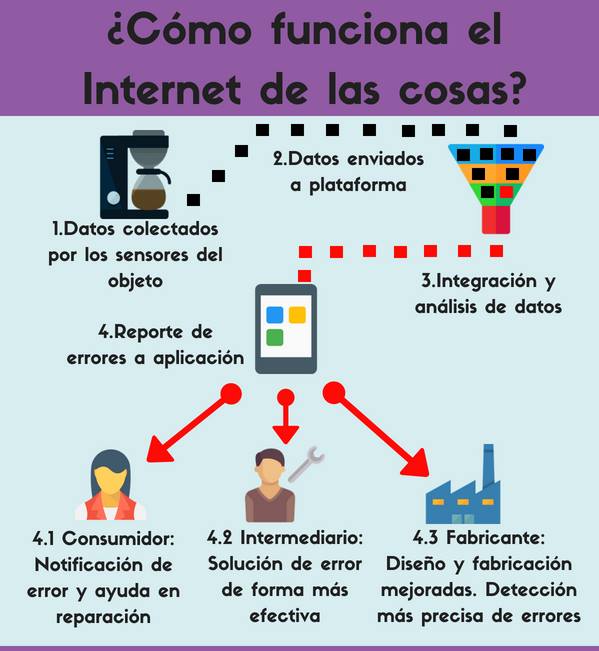 ¿Cómo funciona el
Internet de las cosas?
1.Datos colectados
por los sensores del
objeto
2.Datos enviados
a plataforma
3.Integración y
análisis de datos
4.Reporte de
errores a aplicación
4.1 Consumidor:
Notificación de
error y ayuda en
reparación
4.2 Intermediario:
Solución de error
de forma más
efectiva
4.3 Fabricante:
Diseño y fabricación
mejoradas. Detección
más precisa de errores